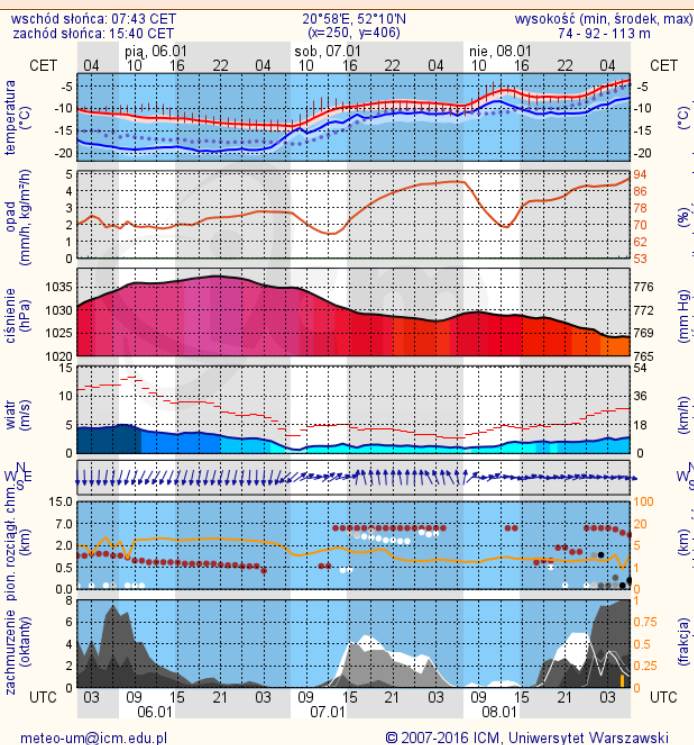 wschód słońca: 07:43 CET 20°58'E, 52°10'N wysokość (min, środek, max)
zachód słońca: 15:40 CET (x=250, y=406) 74 - 92 - 113 m
pią, 06.01 sob, 07.01 nie, 08.01
CET 04 10 16 22 04 10 16 22 04 10 16 22 04 CET
temperatura (°C)
-5 -5
-10 -10
-15 -15
-20 -20
(°C)
opad (mm/h, kg/m²/h)
5 94
4 86
3 78
2 70
1 62
0 53
(%)
ciśnienie (hPa)
1035 776
1030 772
1025 769
1020 765
(mm Hg)
wiatr (m/s)
15 54
10 36
5 18
0 0
(km/h)
N
W E
S
N
W
S
pion. rozciągł. chm. (km)
15.0 100
7.0 20
2.0 5
0.5 1
0.0 0
(km)
zachmurzenie (oktanty)
8 1
6 0.75
4 0.5
2 0.25
0 0
(frakcja)
UTC 03 09 15 21 03 09 15 21 03 09 15 21 03 UTC
06.01 07.01 08.01
meteo-um@icm.edu.pl © 2007-2016 ICM, Uniwersytet Warszawski